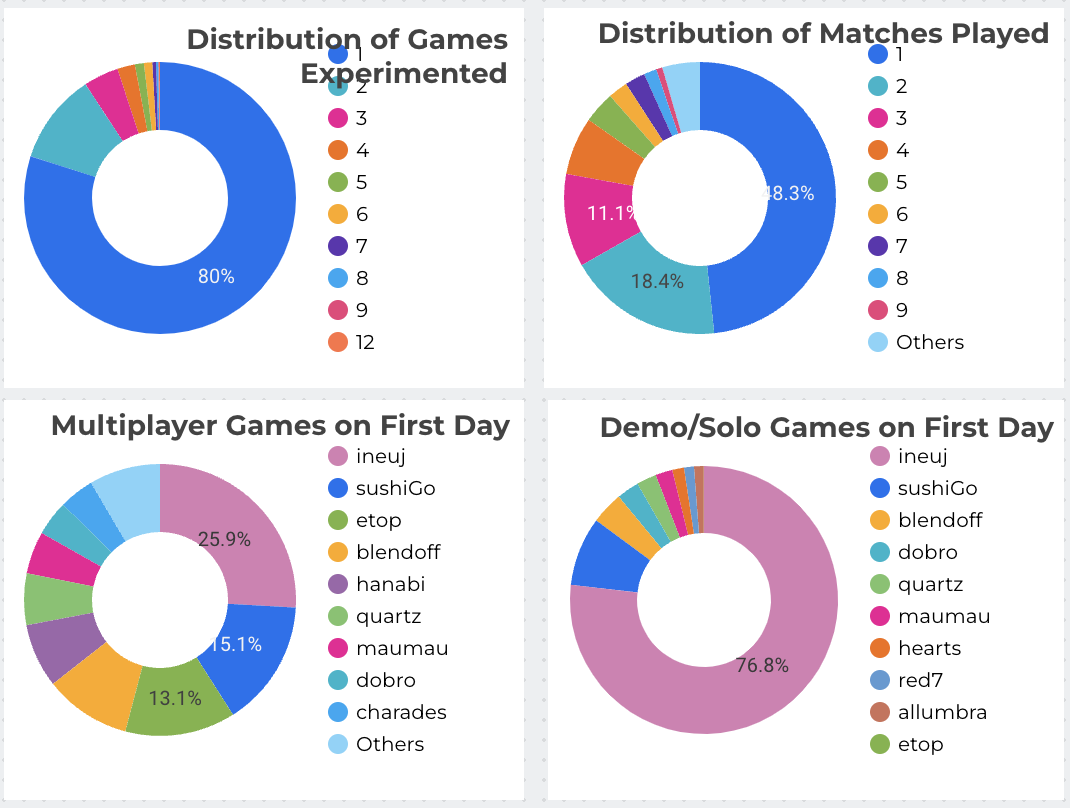 Distribution of Games
Experimented
1
2
3
4
5
6
7
8
9
12
80%
Distribution of Matches Played
1
2
3
4
5
6
7
8
9
Others
48.3%
11.1%
18.4%
Multiplayer Games on First Day
ineuj
sushiGo
etop
blendoff
hanabi
quartz
maumau
dobro
charades
Others
25.9%
15.1%
13.1%
Demo/Solo Games on First Day
ineuj
sushiGo
blendoff
dobro
quartz
maumau
hearts
red7
allumbra
etop
76.8%